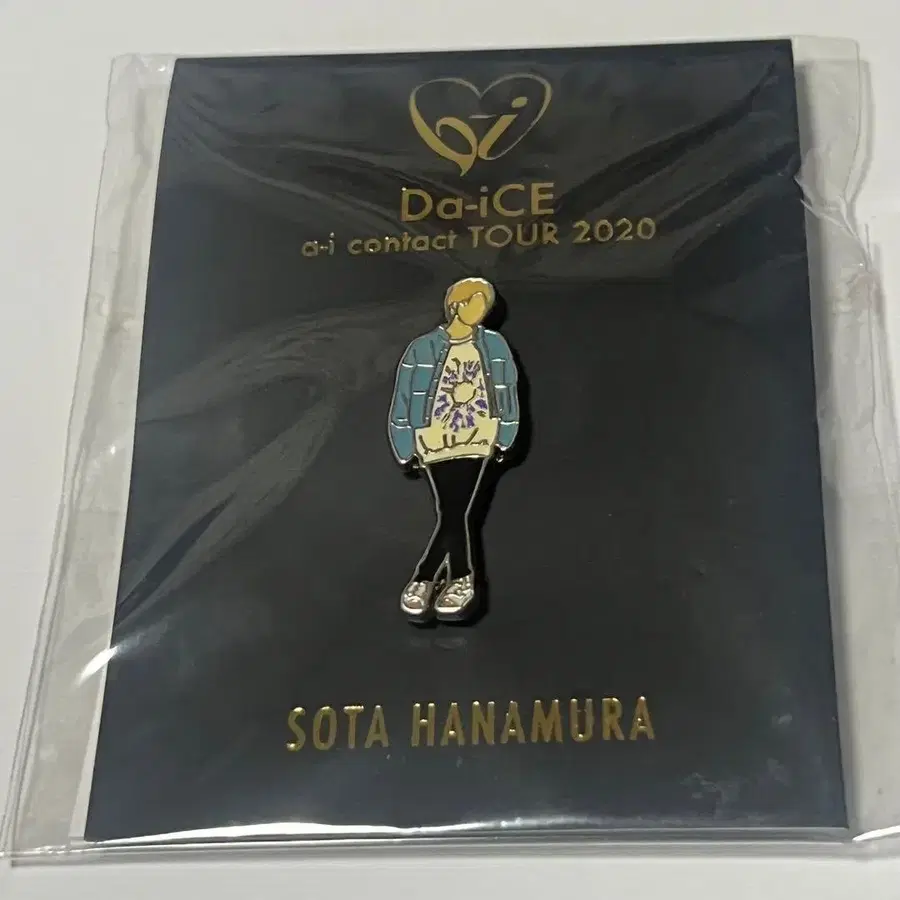 Da-iCE
a-i contact TOUR 2020
SOTA HANAMURA